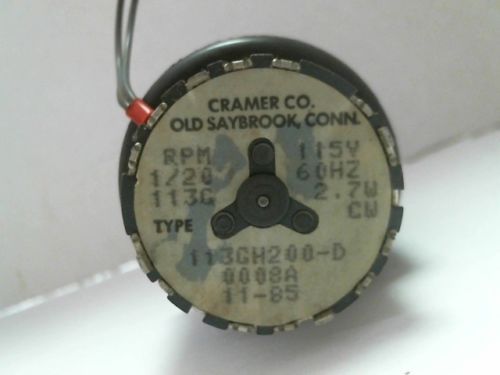 CRAMER CO.
OLD SAYBROOK, CONN.
RPM 115V
1/20 60HZ
113G 2.7W
CW
TYPE
113GH200-D
0008A
11-85